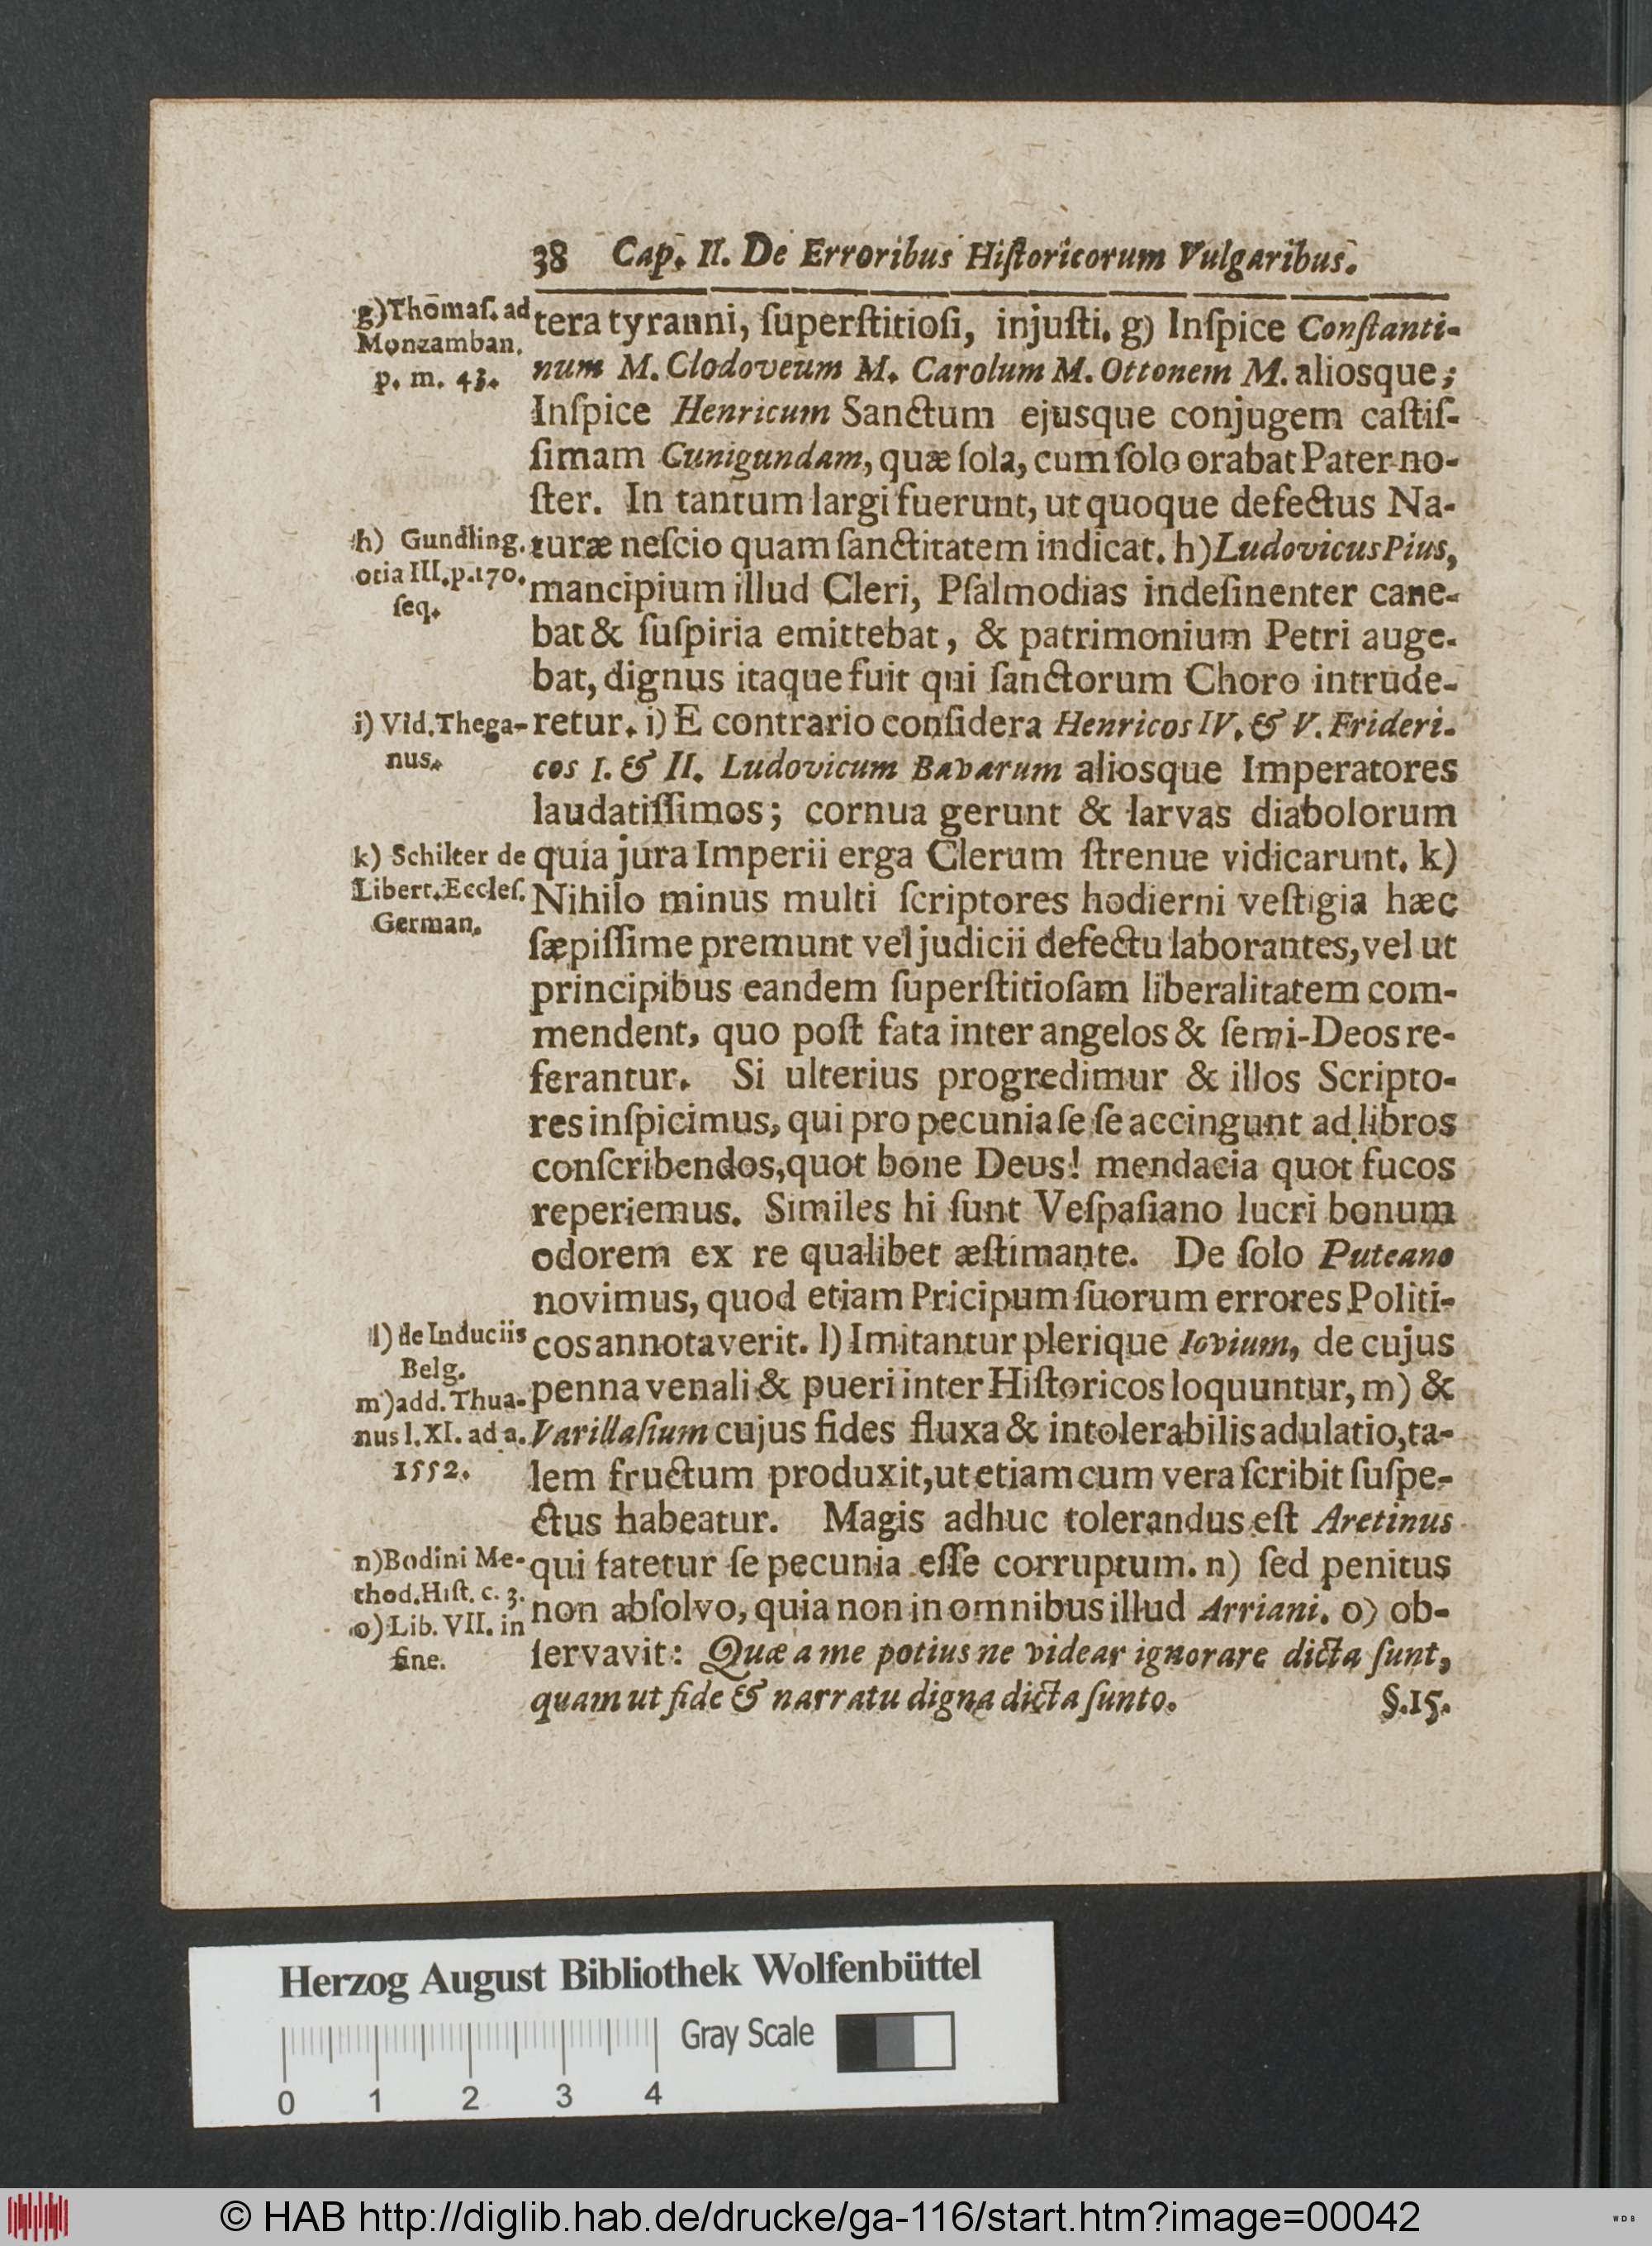 38 Cap. II. De Erroribus Hiſtoricorum Vulgaribus.
g) Thomaſ. ad
Monzamban.
p. m. 43.
tera tyranni, ſuperſtitioſi, injuſti. g) Inſpice Conſtanti-
num M. Clodoveum M. Carolum M. Ottonem M. aliosque;
Inſpice Henricum Sanctum ejusque conjugem caſtiſ-
ſimam Cunigundam, quæ ſola, cum ſolo orabat Pater no-
ſter. In tantum largi fuerunt, ut quoque defectus Na-
h) Gundling.
otia III. p. 170.
ſeq.
turæ neſcio quam ſanctitatem indicat. h) Ludovicus Pius,
mancipium illud Cleri, Pſalmodias indeſinenter cane-
bat & ſuſpiria emittebat, & patrimonium Petri auge-
bat, dignus itaque fuit qui ſanctorum Choro intrude-
i) Vid. Thega-
nus.
retur. i) E contrario conſidera Henricos IV. & V. Frideri-
cos I. & II. Ludovicum Bavarum aliosque Imperatores
laudatiſſimos; cornua gerunt & larvas diabolorum
k) Schilter de
Libert. Eccleſ.
German.
quia jura Imperii erga Clerum ſtrenue vidicarunt. k)
Nihilo minus multi ſcriptores hodierni veſtigia hæc
ſæpiſſime premunt vel judicii defectu laborantes, vel ut
principibus eandem ſuperſtitioſam liberalitatem com-
mendent, quo poſt fata inter angelos & ſemi-Deos re-
ferantur. Si ulterius progredimur & illos Scripto-
res inſpicimus, qui pro pecunia ſe ſe accingunt ad libros
conſcribendos, quot bone Deus! mendacia quot fucos
reperiemus. Similes hi ſunt Veſpaſiano lucri bonum
odorem ex re qualibet æſtimante. De ſolo Puteano
novimus, quod etiam Pricipum ſuorum errores Politi-
l) de Induciis
Belg.
m) add. Thua-
nus l. XI. ad a.
1552.
cos annotaverit. l) Imitantur plerique Iovium, de cujus
penna venali & pueri inter Hiſtoricos loquuntur, m) &
Varillaſium cujus fides fluxa & intolerabilis adulatio, ta-
lem fructum produxit, ut etiam cum vera ſcribit ſuſpe-
ctus habeatur. Magis adhuc tolerandus eſt Aretinus
n) Bodini Me-
thod. Hiſt. c. 3.
o) Lib. VII. in
fine.
qui fatetur ſe pecunia eſſe corruptum. n) ſed penitus
non abſolvo, quia non in omnibus illud Arriani. o) ob-
ſervavit: Quæ a me potius ne videar ignorare dicta ſunt,
quam ut fide & narratu digna dicta ſunto. §. 15.
Herzog August Bibliothek Wolfenbüttel
Gray Scale
0 1 2 3 4
© HAB http://diglib.hab.de/drucke/ga-116/start.htm?image=00042
WDB